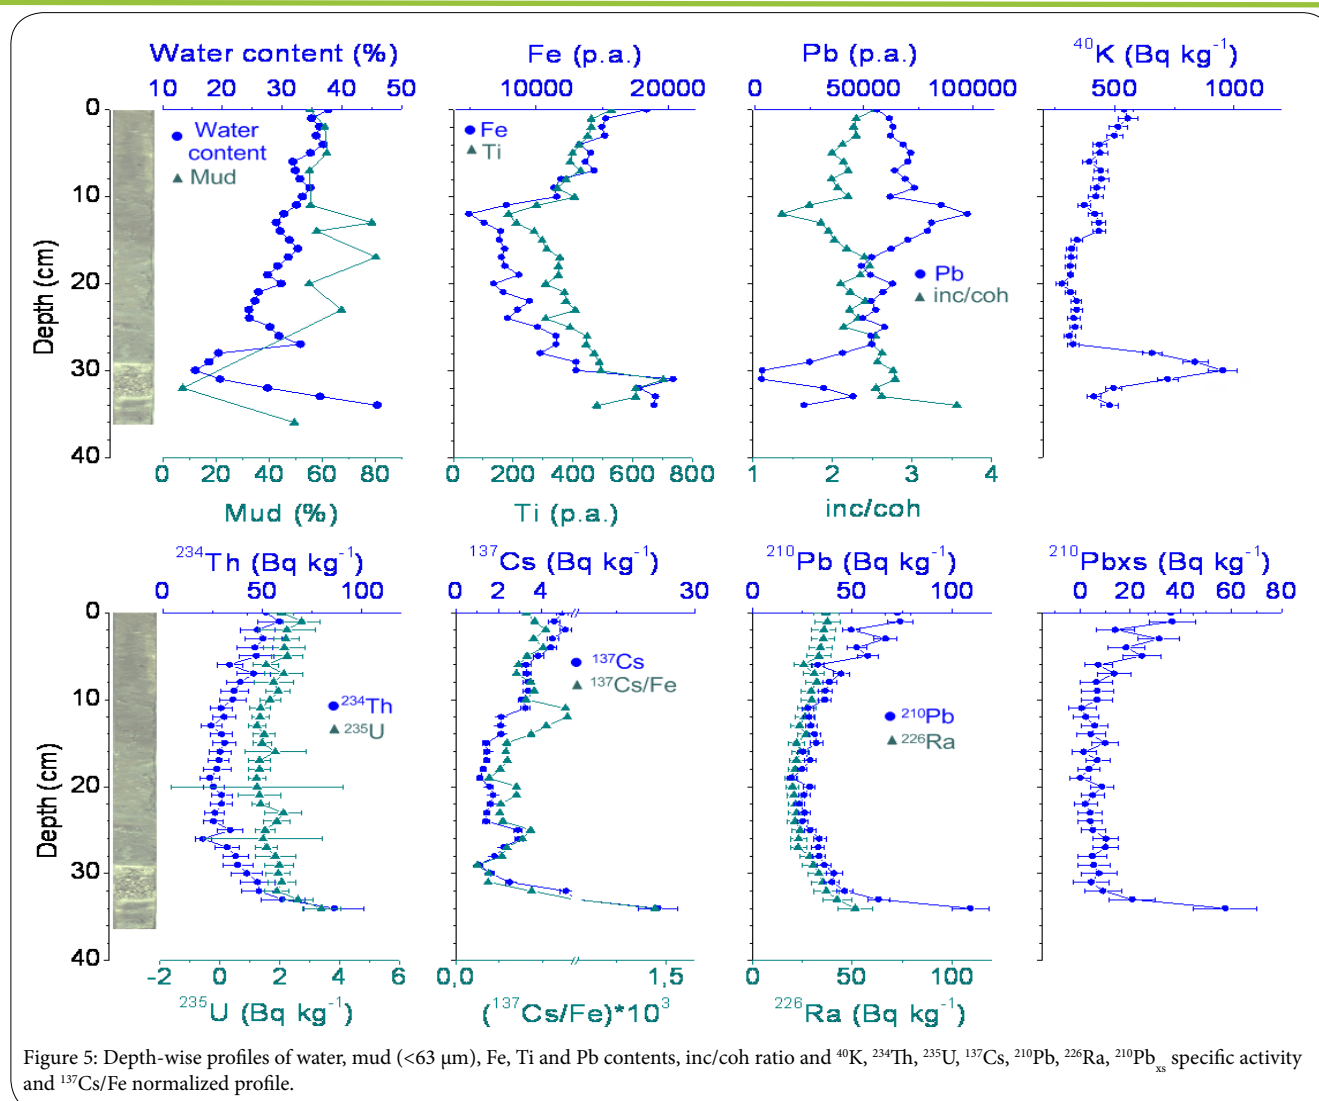 Water content (%) Fe (p.a.) Pb (p.a.) ⁴⁰K (Bq kg⁻¹)
10 20 30 40 50 10000 20000 0 50000 100000 500 1000
0
Water content
Mud
Fe
Ti
10
Depth (cm)
20
Pb
inc/coh
30
40
0 20 40 60 80 0 200 400 600 800 1 2 3 4
Mud (%) Ti (p.a.) inc/coh
²³⁴Th (Bq kg⁻¹) ¹³⁷Cs (Bq kg⁻¹) ²¹⁰Pb (Bq kg⁻¹) ²¹⁰Pbxs (Bq kg⁻¹)
0 50 100 0 2 4 30 0 50 100 0 20 40 60 80
0
¹³⁷Cs
¹³⁷Cs/Fe
10
²³⁴Th
²³⁵U
²¹⁰Pb
²²⁶Ra
Depth (cm)
20
30
40
-2 0 2 4 6 0,0 1,5 0 50 100
²³⁵U (Bq kg⁻¹) (¹³⁷Cs/Fe)*10³ ²²⁶Ra (Bq kg⁻¹)
Figure 5: Depth-wise profiles of water, mud (<63 µm), Fe, Ti and Pb contents, inc/coh ratio and ⁴⁰K, ²³⁴Th, ²³⁵U, ¹³⁷Cs, ²¹⁰Pb, ²²⁶Ra, ²¹⁰Pbₓₛ specific activity
and ¹³⁷Cs/Fe normalized profile.